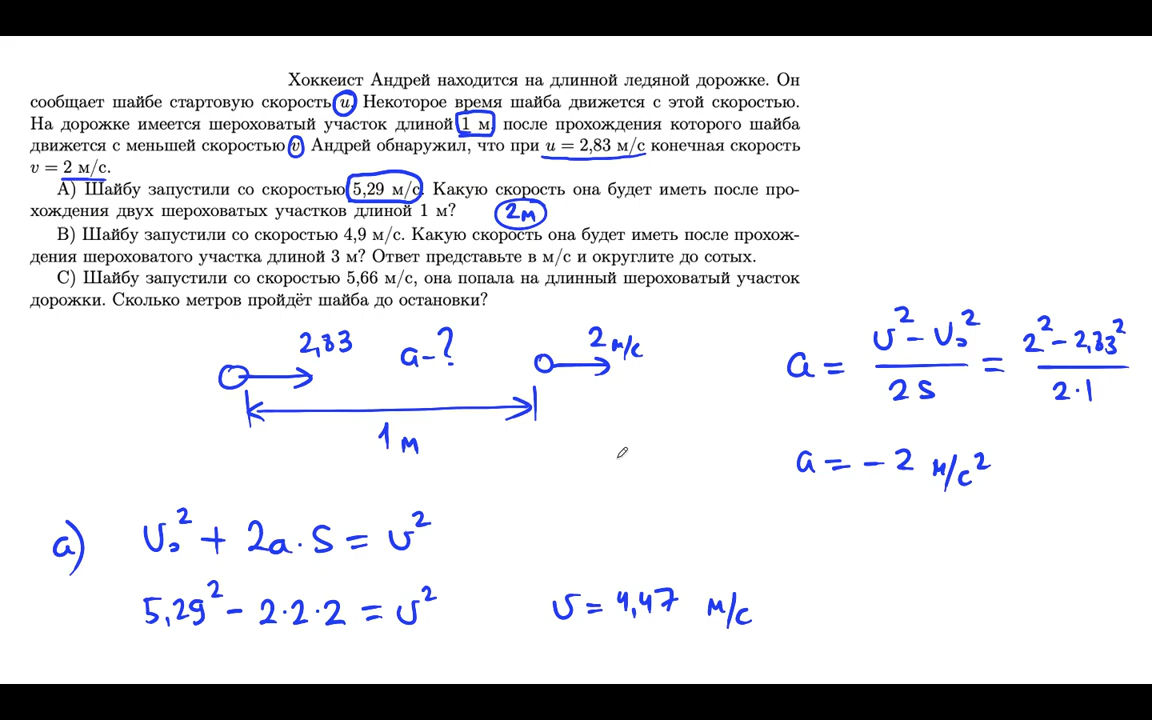 Хоккеист Андрей находится на длинной ледяной дорожке. Он
сообщает шайбе стартовую скорость u. Некоторое время шайба движется с этой скоростью.
На дорожке имеется шероховатый участок длиной 1 м, после прохождения которого шайба
движется с меньшей скоростью v. Андрей обнаружил, что при u = 2,83 м/с конечная скорость
v = 2 м/с.
A) Шайбу запустили со скоростью 5,29 м/с. Какую скорость она будет иметь после про-
хождения двух шероховатых участков длиной 1 м?
2м
B) Шайбу запустили со скоростью 4,9 м/с. Какую скорость она будет иметь после прохож-
дения шероховатого участка длиной 3 м? Ответ представьте в м/с и округлите до сотых.
C) Шайбу запустили со скоростью 5,66 м/с, она попала на длинный шероховатый участок
дорожки. Сколько метров пройдёт шайба до остановки?
2,83 a-? 2 м/с
1 м
a = (v² - v₀²)/(2S) = (2² - 2,83²)/(2·1)
a = -2 м/с²
a) v₀² + 2a·S = v²
5,29² - 2·2·2 = v² v = 4,47 м/с